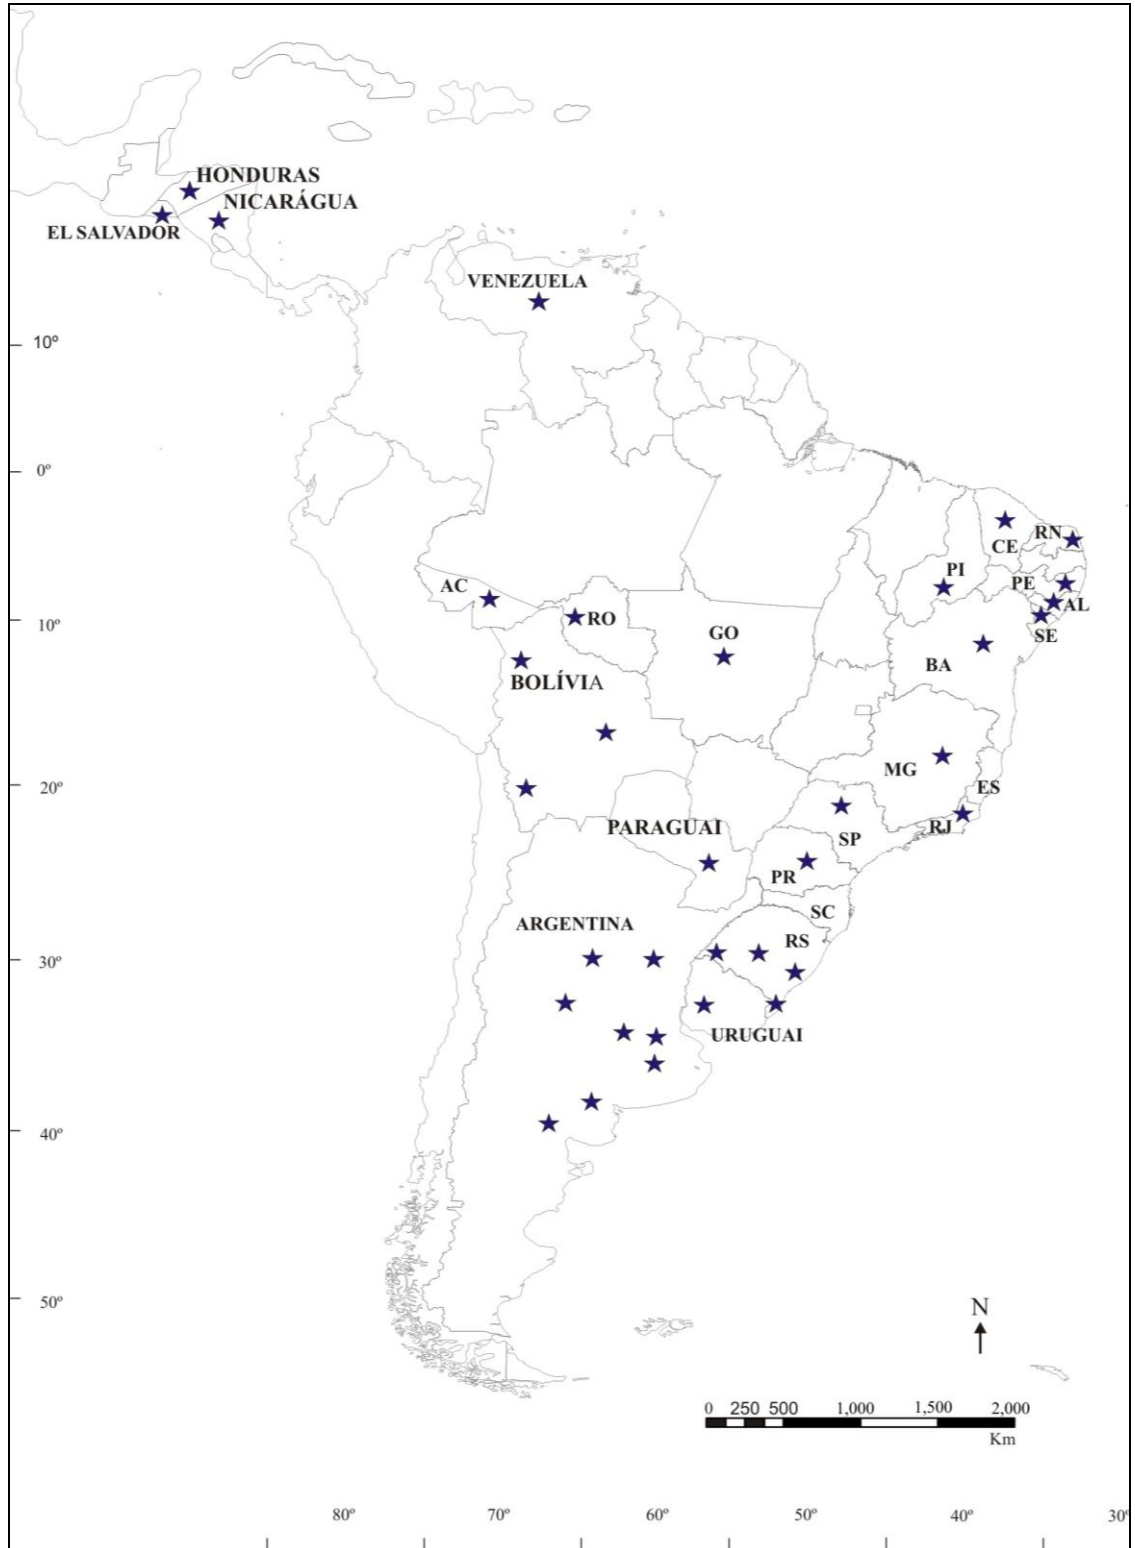 HONDURAS
NICARÁGUA
EL SALVADOR
VENEZUELA
10º
0º
CE
RN
PI
PE
AC
AL
RO
10º
GO
SE
BA
BOLÍVIA
MG
20º
ES
PARAGUAI
RJ
SP
PR
SC
ARGENTINA
RS
30º
URUGUAI
40º
50º
N
0 250 500 1,000 1,500 2,000
Km
80º 70º 60º 50º 40º 30º